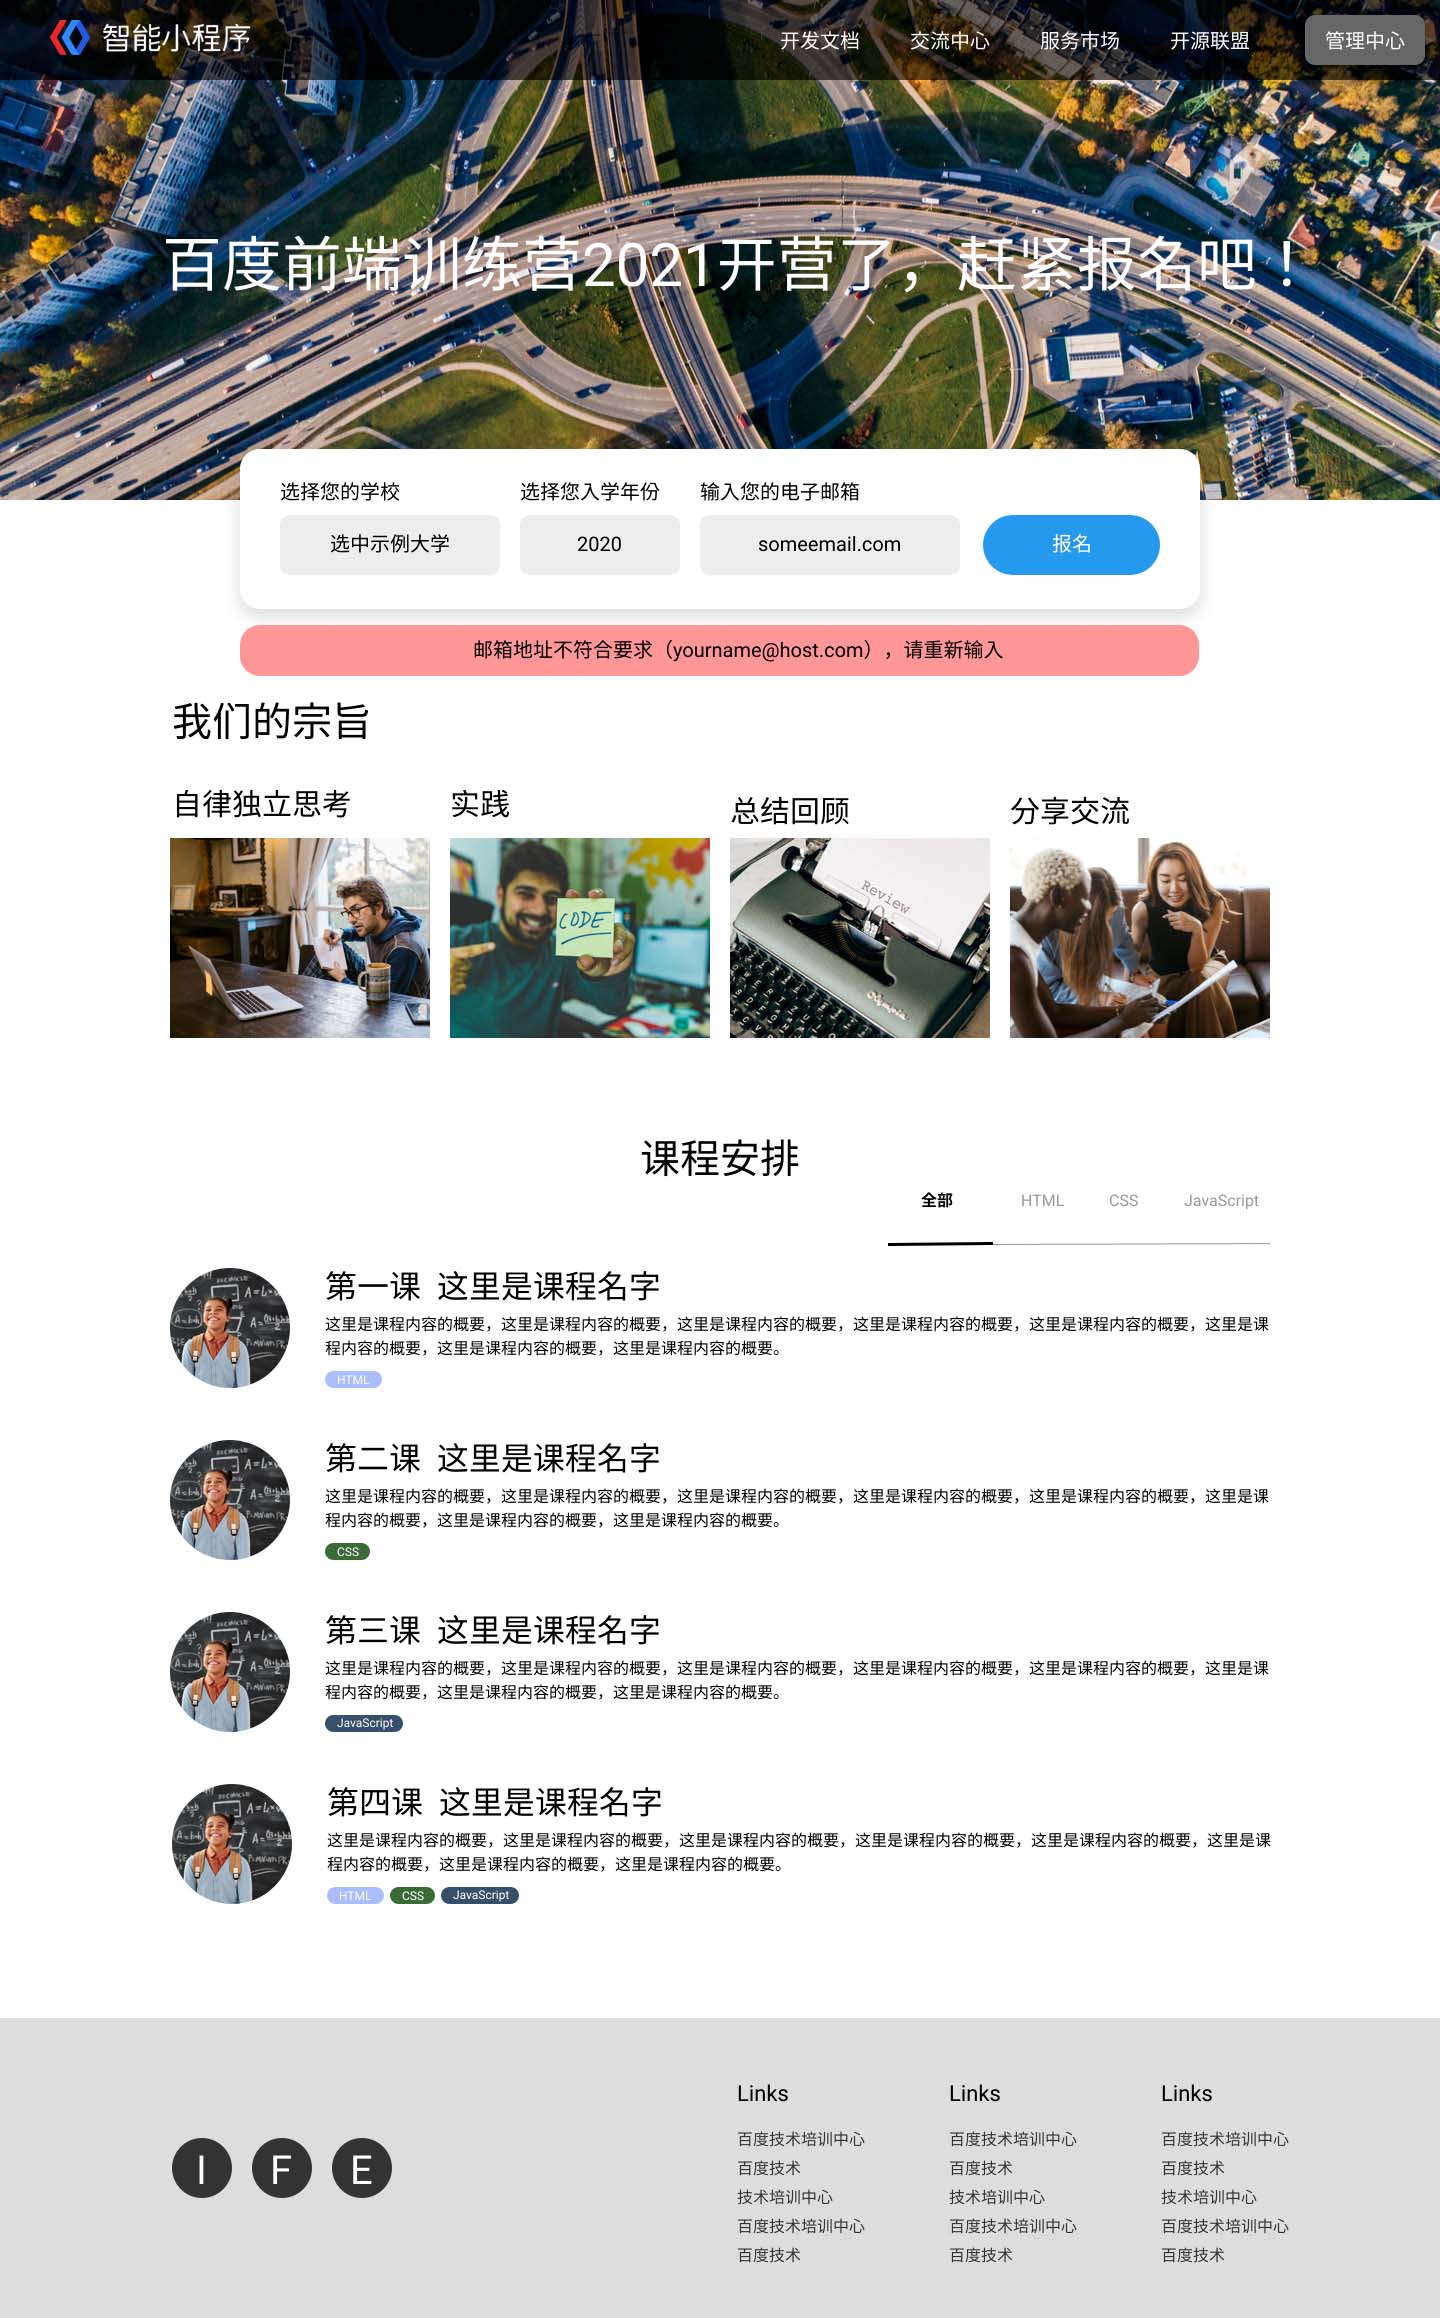 智能小程序
开发文档 交流中心 服务市场 开源联盟 管理中心
百度前端训练营2021开营了，赶紧报名吧！
选择您的学校 选择您入学年份 输入您的电子邮箱
选中示例大学 2020 someemail.com 报名
邮箱地址不符合要求（yourname@host.com），请重新输入
我们的宗旨
自律独立思考 实践 总结回顾 分享交流
CODE
Review
Olympia
课程安排
全部 HTML CSS JavaScript
第一课 这里是课程名字
这里是课程内容的概要，这里是课程内容的概要，这里是课程内容的概要，这里是课程内容的概要，这里是课程内容的概要，这里是课
程内容的概要，这里是课程内容的概要，这里是课程内容的概要。
HTML
第二课 这里是课程名字
这里是课程内容的概要，这里是课程内容的概要，这里是课程内容的概要，这里是课程内容的概要，这里是课程内容的概要，这里是课
程内容的概要，这里是课程内容的概要，这里是课程内容的概要。
CSS
第三课 这里是课程名字
这里是课程内容的概要，这里是课程内容的概要，这里是课程内容的概要，这里是课程内容的概要，这里是课程内容的概要，这里是课
程内容的概要，这里是课程内容的概要，这里是课程内容的概要。
JavaScript
第四课 这里是课程名字
这里是课程内容的概要，这里是课程内容的概要，这里是课程内容的概要，这里是课程内容的概要，这里是课程内容的概要，这里是课
程内容的概要，这里是课程内容的概要，这里是课程内容的概要。
HTML CSS JavaScript
I F E
Links
百度技术培训中心
百度技术
技术培训中心
百度技术培训中心
百度技术
Links
百度技术培训中心
百度技术
技术培训中心
百度技术培训中心
百度技术
Links
百度技术培训中心
百度技术
技术培训中心
百度技术培训中心
百度技术